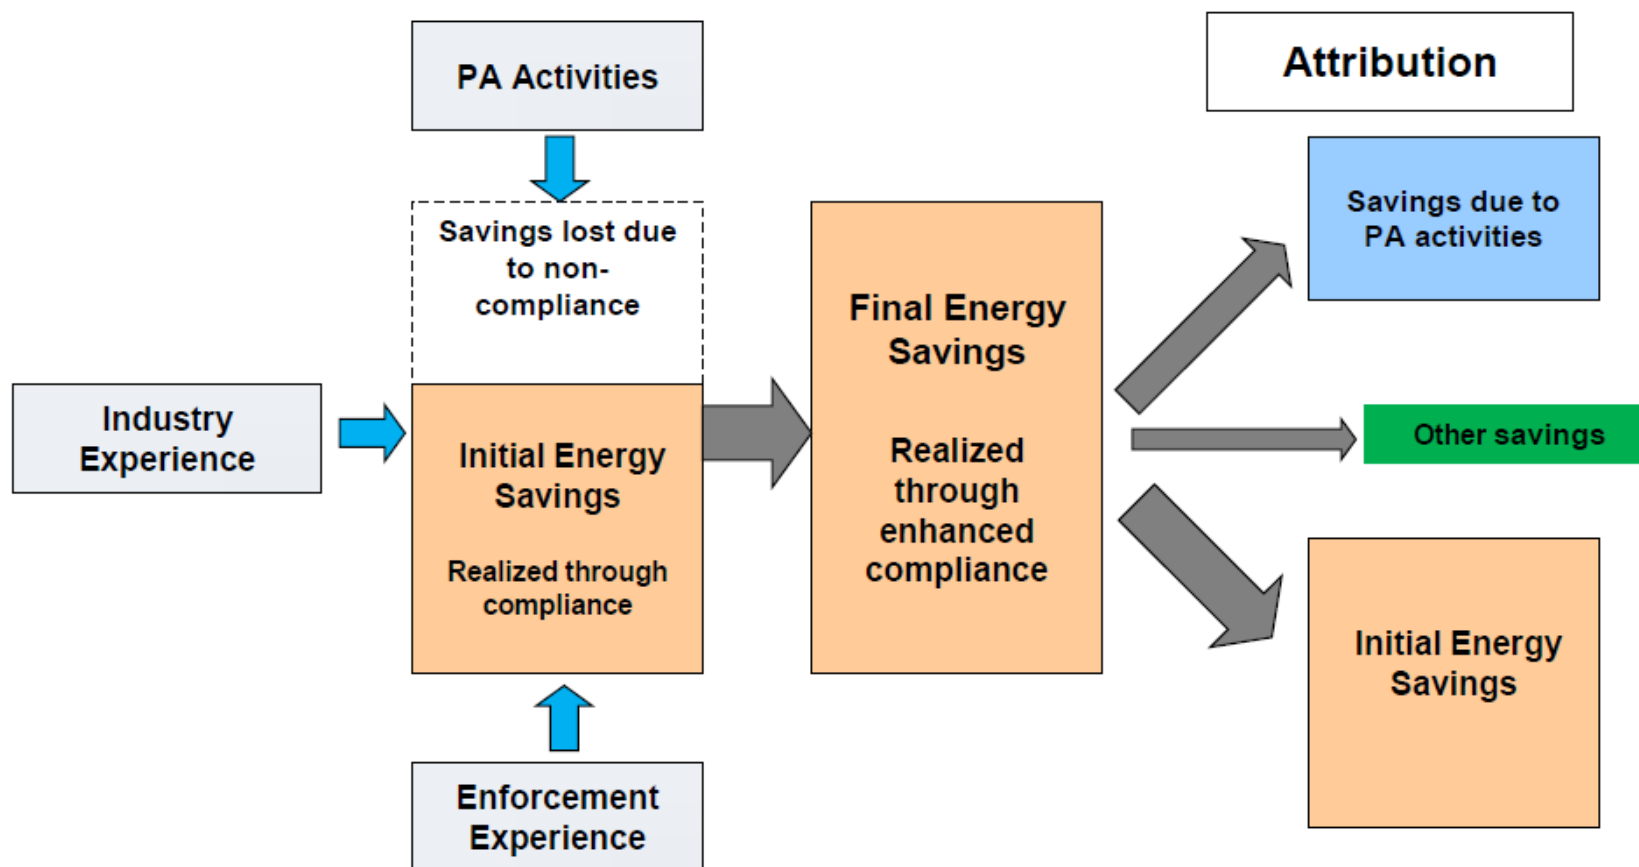 PA Activities
Attribution
Savings lost due
to non-
compliance
Savings due to
PA activities
Final Energy
Savings
Realized
through
enhanced
compliance
Industry
Experience
Initial Energy
Savings
Realized through
compliance
Other savings
Initial Energy
Savings
Enforcement
Experience